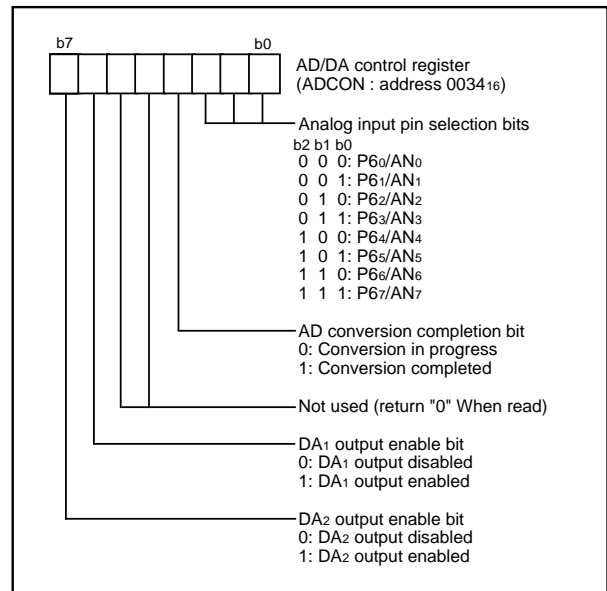 b7 b0
AD/DA control register
(ADCON : address 003416)
Analog input pin selection bits
b2 b1 b0
0 0 0: P60/AN0
0 0 1: P61/AN1
0 1 0: P62/AN2
0 1 1: P63/AN3
1 0 0: P64/AN4
1 0 1: P65/AN5
1 1 0: P66/AN6
1 1 1: P67/AN7
AD conversion completion bit
0: Conversion in progress
1: Conversion completed
Not used (return "0" When read)
DA1 output enable bit
0: DA1 output disabled
1: DA1 output enabled
DA2 output enable bit
0: DA2 output disabled
1: DA2 output enabled